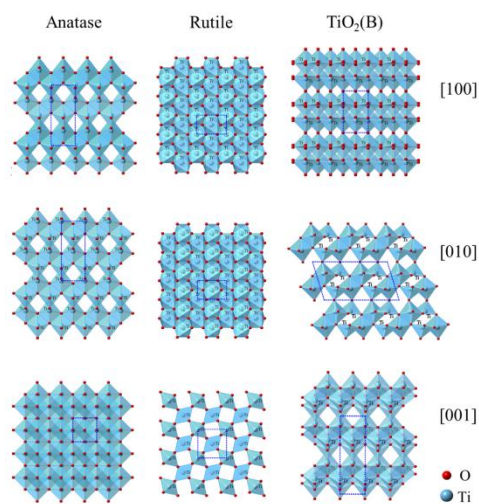 Anatase Rutile TiO₂(B)
[100]
[010]
[001]
O
Ti